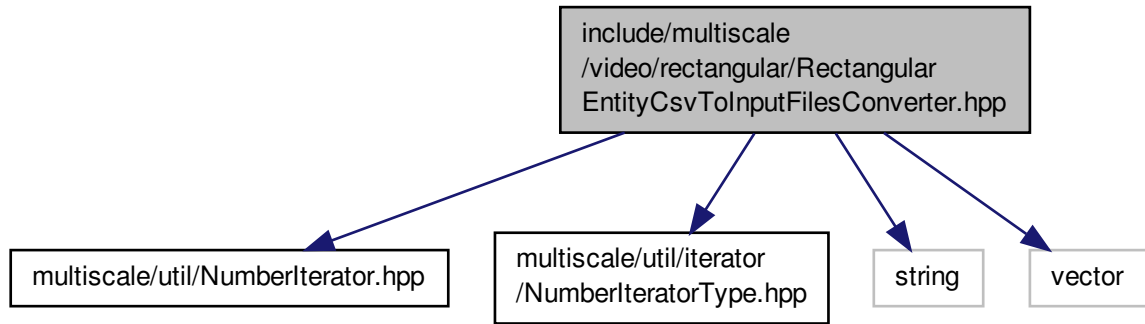 include/multiscale
/video/rectangular/Rectangular
EntityCsvToInputFilesConverter.hpp
multiscale/util/NumberIterator.hpp
multiscale/util/iterator
/NumberIteratorType.hpp
string
vector